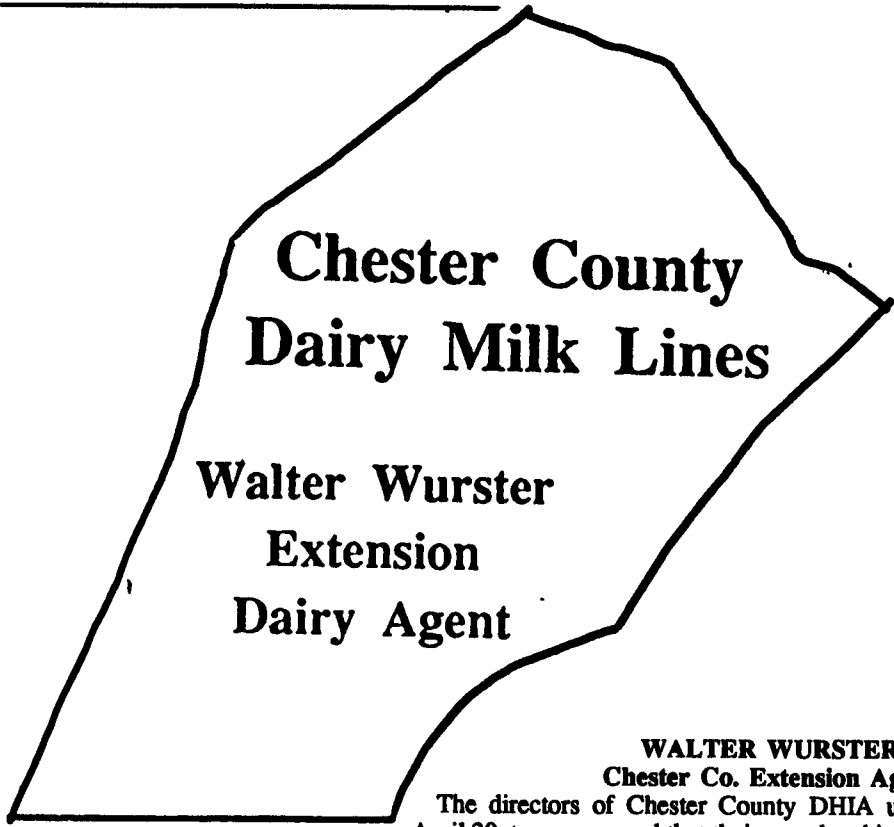 Chester County
Dairy Milk Lines
Walter Wurster
Extension
Dairy Agent
WALTER WURSTER
Chester Co. Extension
The directors of Chester County DHIA